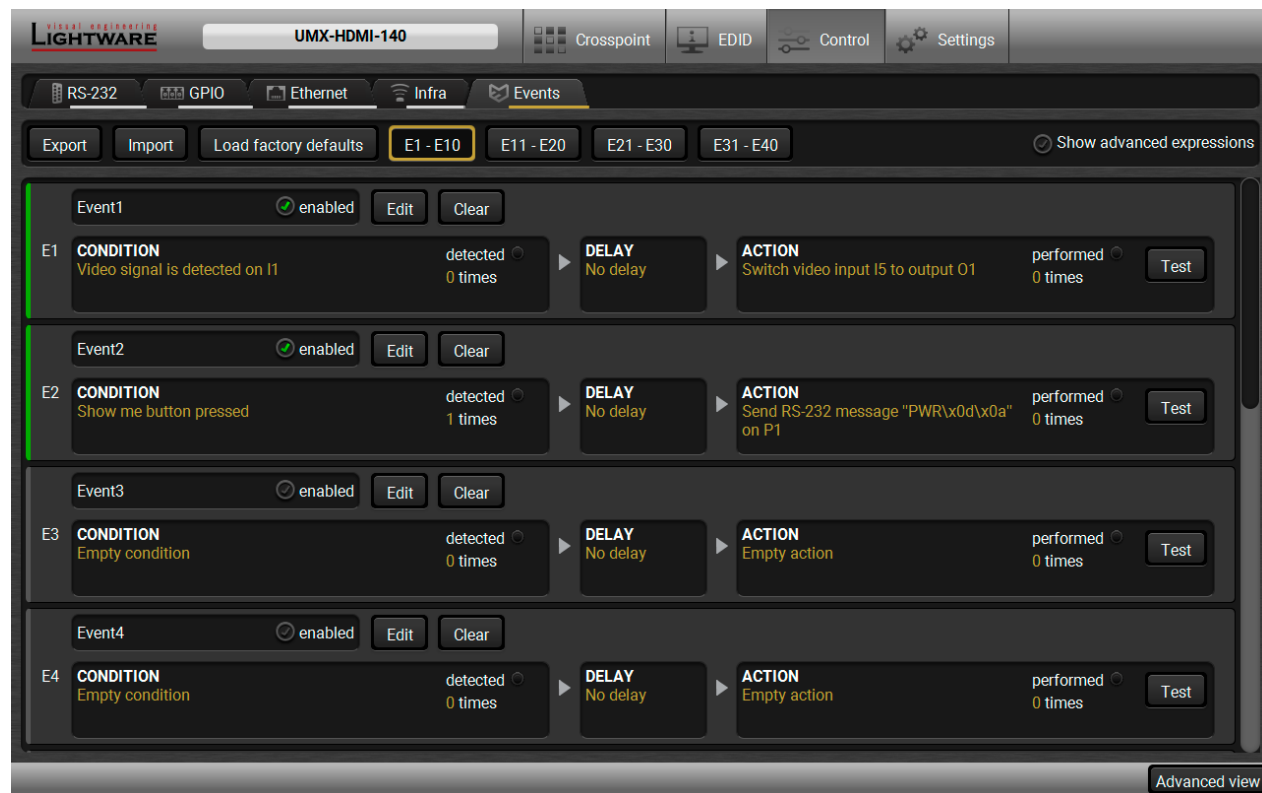 visual engineering
LIGHTWARE
UMX-HDMI-140
Crosspoint
EDID
Control
Settings
RS-232
GPIO
Ethernet
Infra
Events
Export
Import
Load factory defaults
E1 - E10
E11 - E20
E21 - E30
E31 - E40
Show advanced expressions
Event1
enabled
Edit
Clear
E1
CONDITION
Video signal is detected on I1
detected
0 times
DELAY
No delay
ACTION
Switch video input I5 to output O1
performed
0 times
Test
Event2
enabled
Edit
Clear
E2
CONDITION
Show me button pressed
detected
1 times
DELAY
No delay
ACTION
Send RS-232 message "PWR\x0d\x0a"
on P1
performed
0 times
Test
Event3
enabled
Edit
Clear
E3
CONDITION
Empty condition
detected
0 times
DELAY
No delay
ACTION
Empty action
performed
0 times
Test
Event4
enabled
Edit
Clear
E4
CONDITION
Empty condition
detected
0 times
DELAY
No delay
ACTION
Empty action
performed
0 times
Test
Advanced view